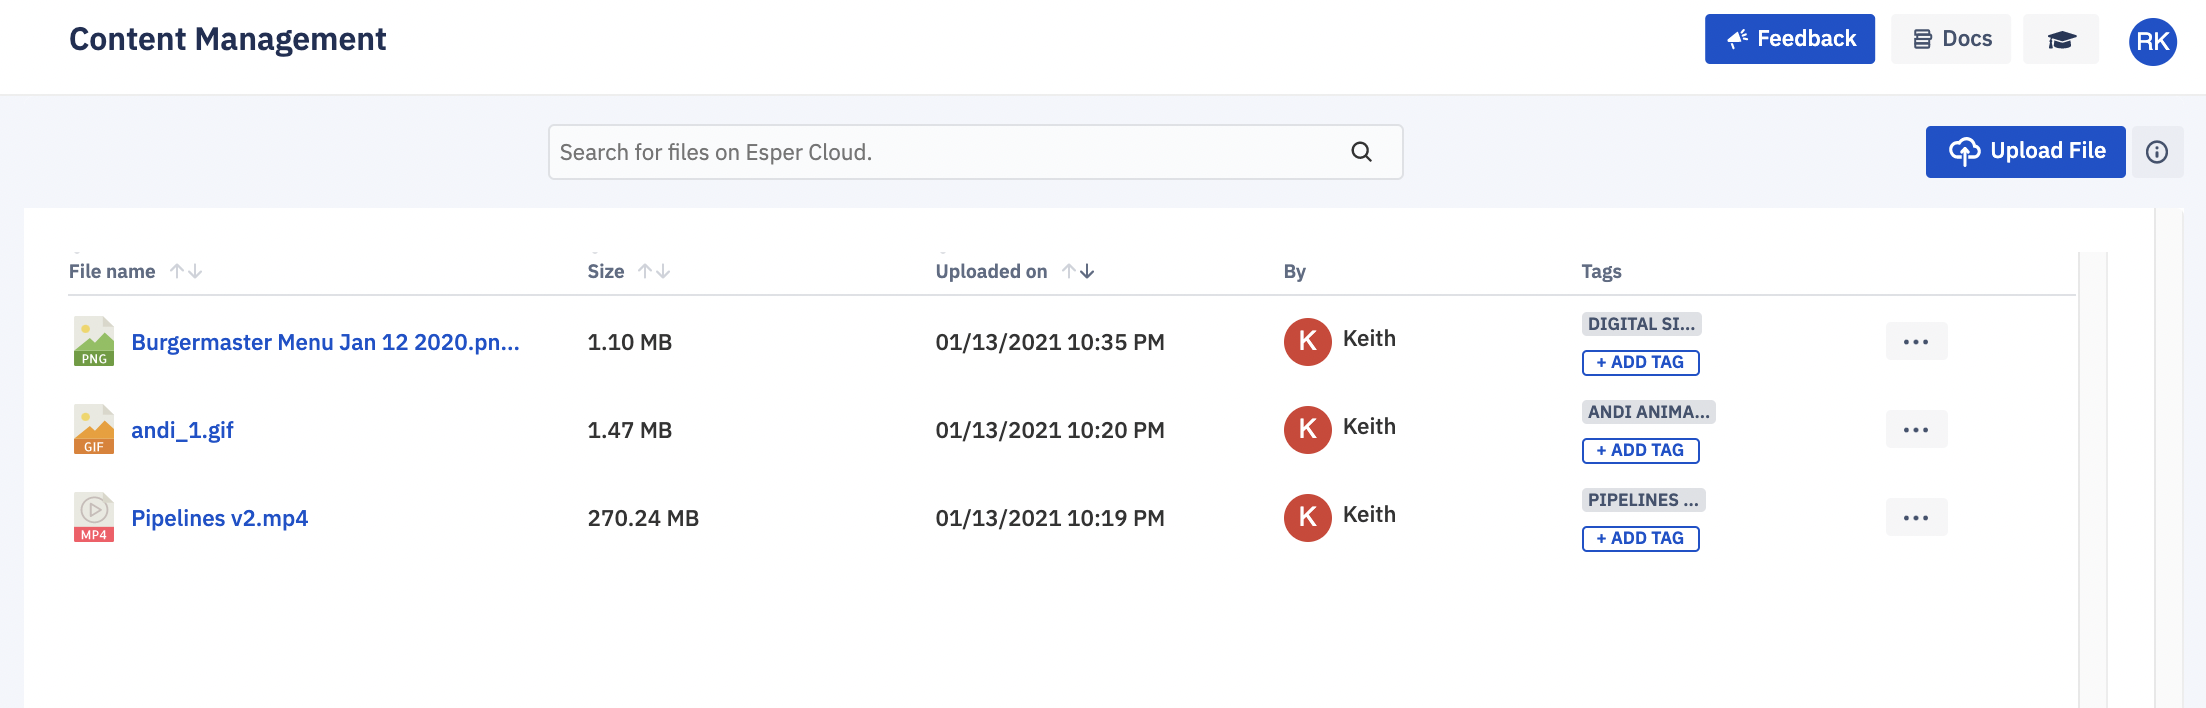 Content Management
Feedback
Docs
RK
Search for files on Esper Cloud.
Upload File
File name
Size
Uploaded on
By
Tags
PNG
Burgermaster Menu Jan 12 2020.pn...
1.10 MB
01/13/2021 10:35 PM
K
Keith
DIGITAL SI...
+ ADD TAG
GIF
andi_1.gif
1.47 MB
01/13/2021 10:20 PM
K
Keith
ANDI ANIMA...
+ ADD TAG
MP4
Pipelines v2.mp4
270.24 MB
01/13/2021 10:19 PM
K
Keith
PIPELINES ...
+ ADD TAG